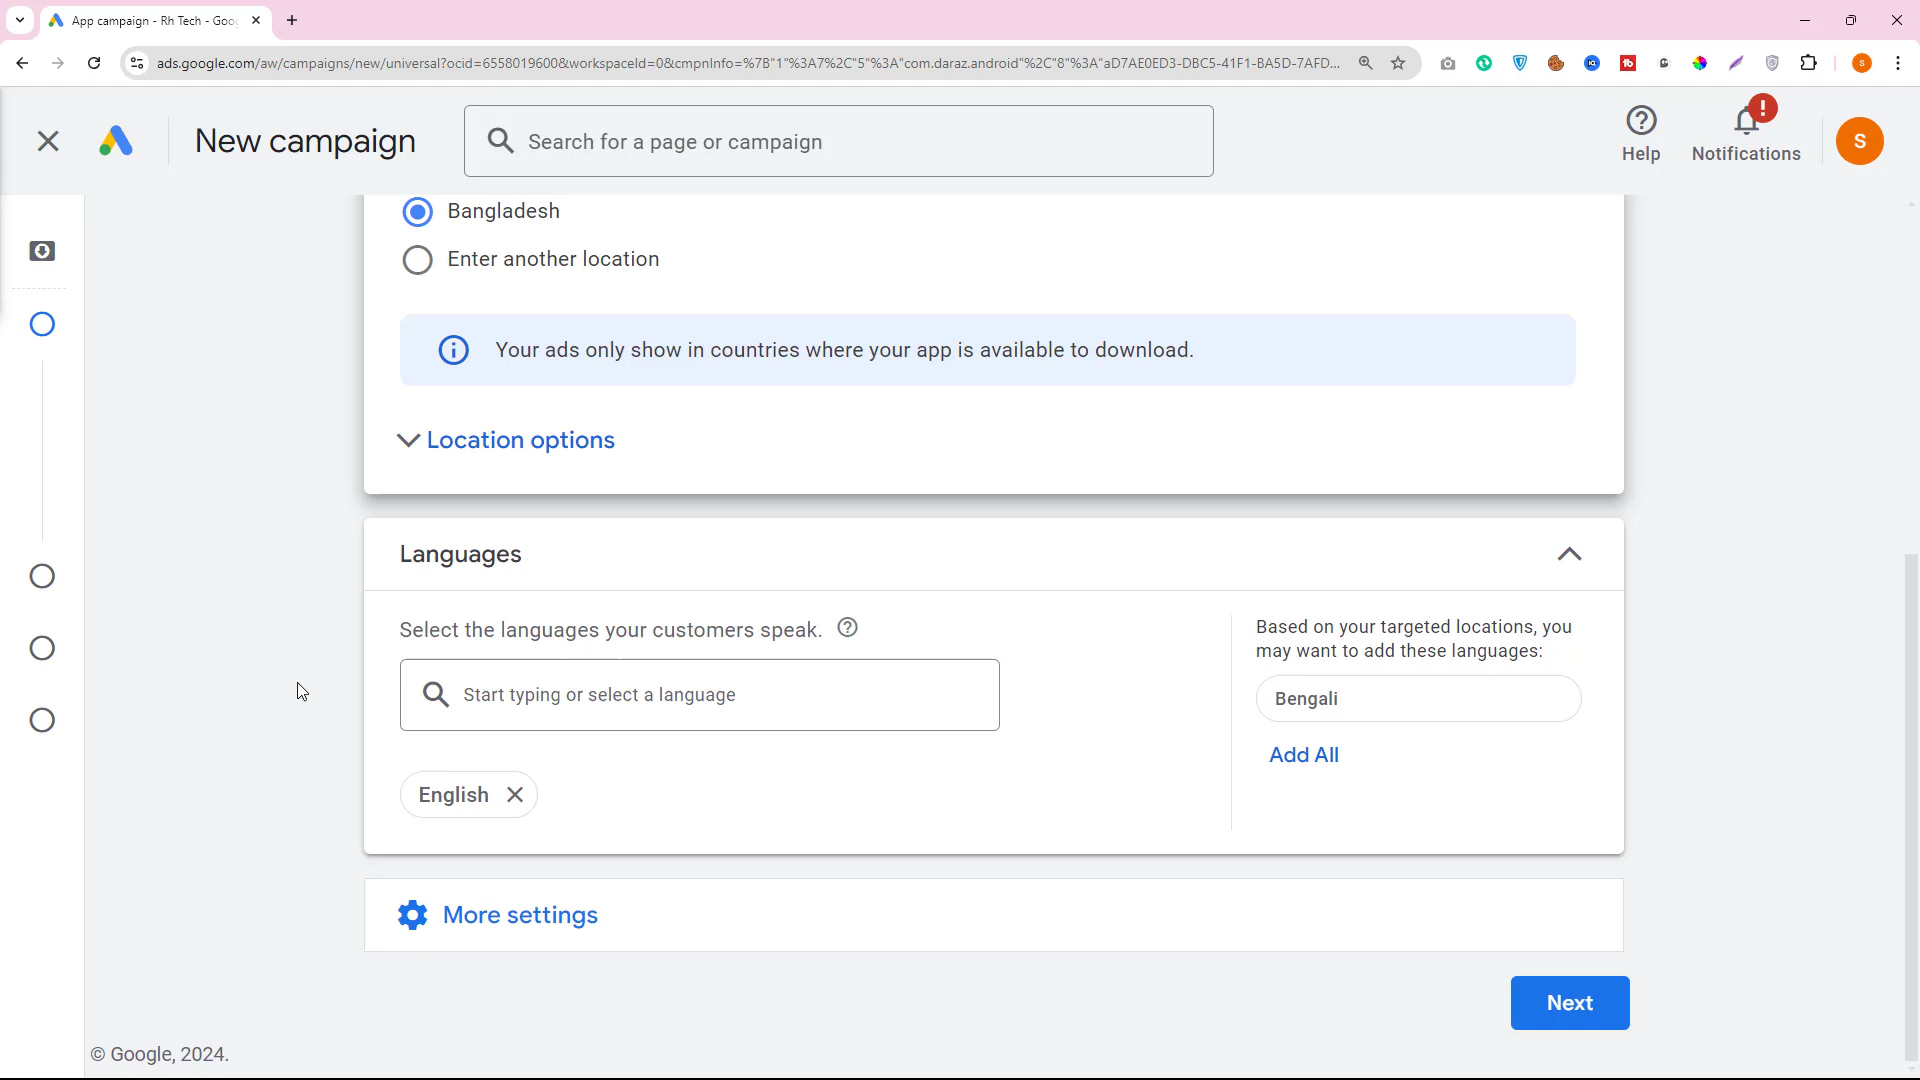 App campaign - Rh Tech - Goo
ads.google.com/aw/campaigns/new/universal?ocid=6558019600&workspaceId=0&cmpnInfo=%7B"1"%3A7%2C"5"%3A"com.daraz.android"%2C"8"%3A"aD7AE0ED3-DBC5-41F1-BA5D-7AFD...
New campaign
Search for a page or campaign
Help
Notifications
S
Bangladesh
Enter another location
Your ads only show in countries where your app is available to download.
Location options
Languages
Select the languages your customers speak.
Start typing or select a language
English
Based on your targeted locations, you
may want to add these languages:
Bengali
Add All
More settings
Next
© Google, 2024.